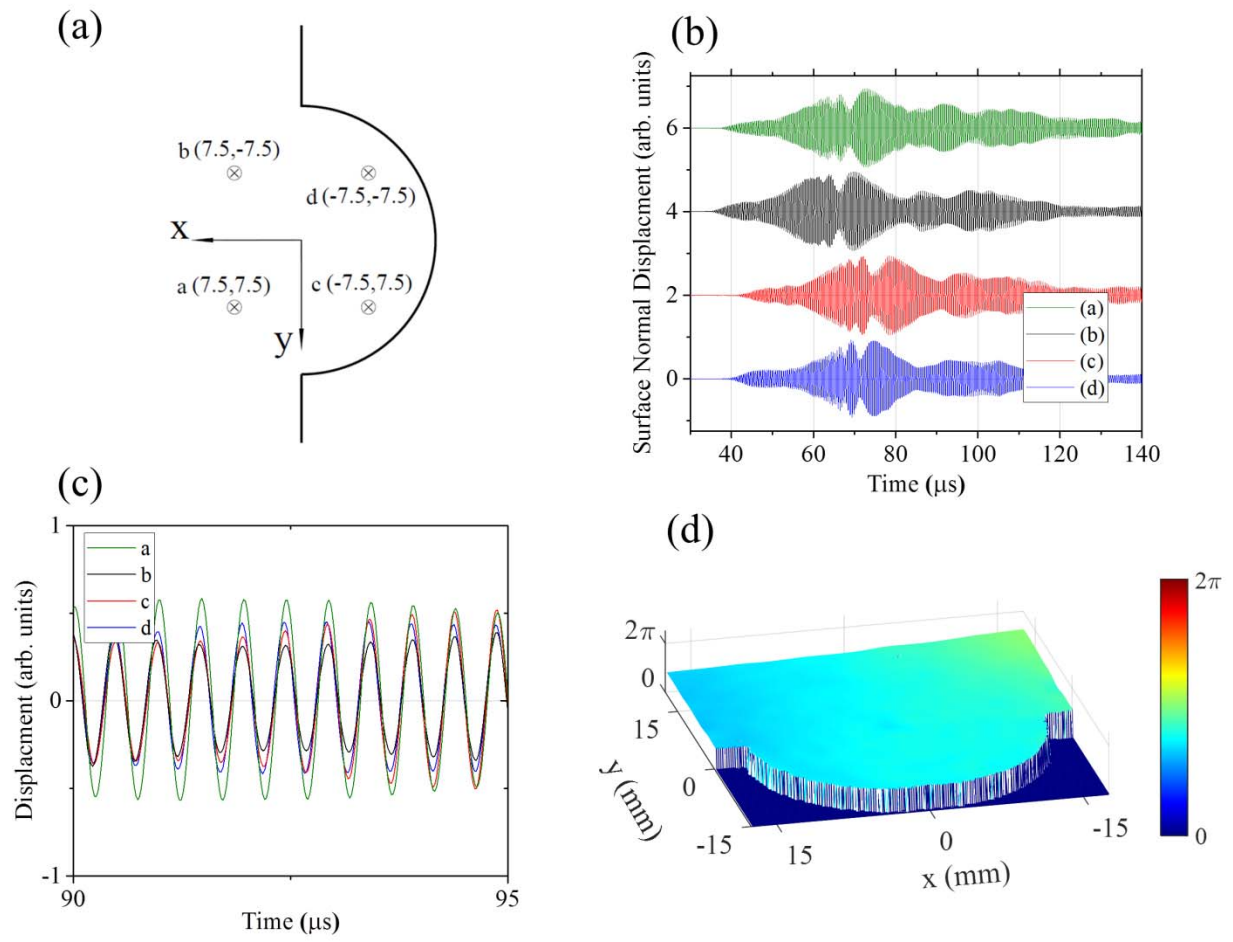 (a)
b (7.5,-7.5)
d (-7.5,-7.5)
x
a (7.5,7.5)
c (-7.5,7.5)
y
(b)
Surface Normal Displacment (arb. units)
6
4
2
0
(a)
(b)
(c)
(d)
40
60
80
100
120
140
Time (μs)
(c)
Displacment (arb. units)
1
0
-1
a
b
c
d
90
95
Time (μs)
(d)
2π
0
15
0
-15
y (mm)
15
0
-15
x (mm)
2π
0